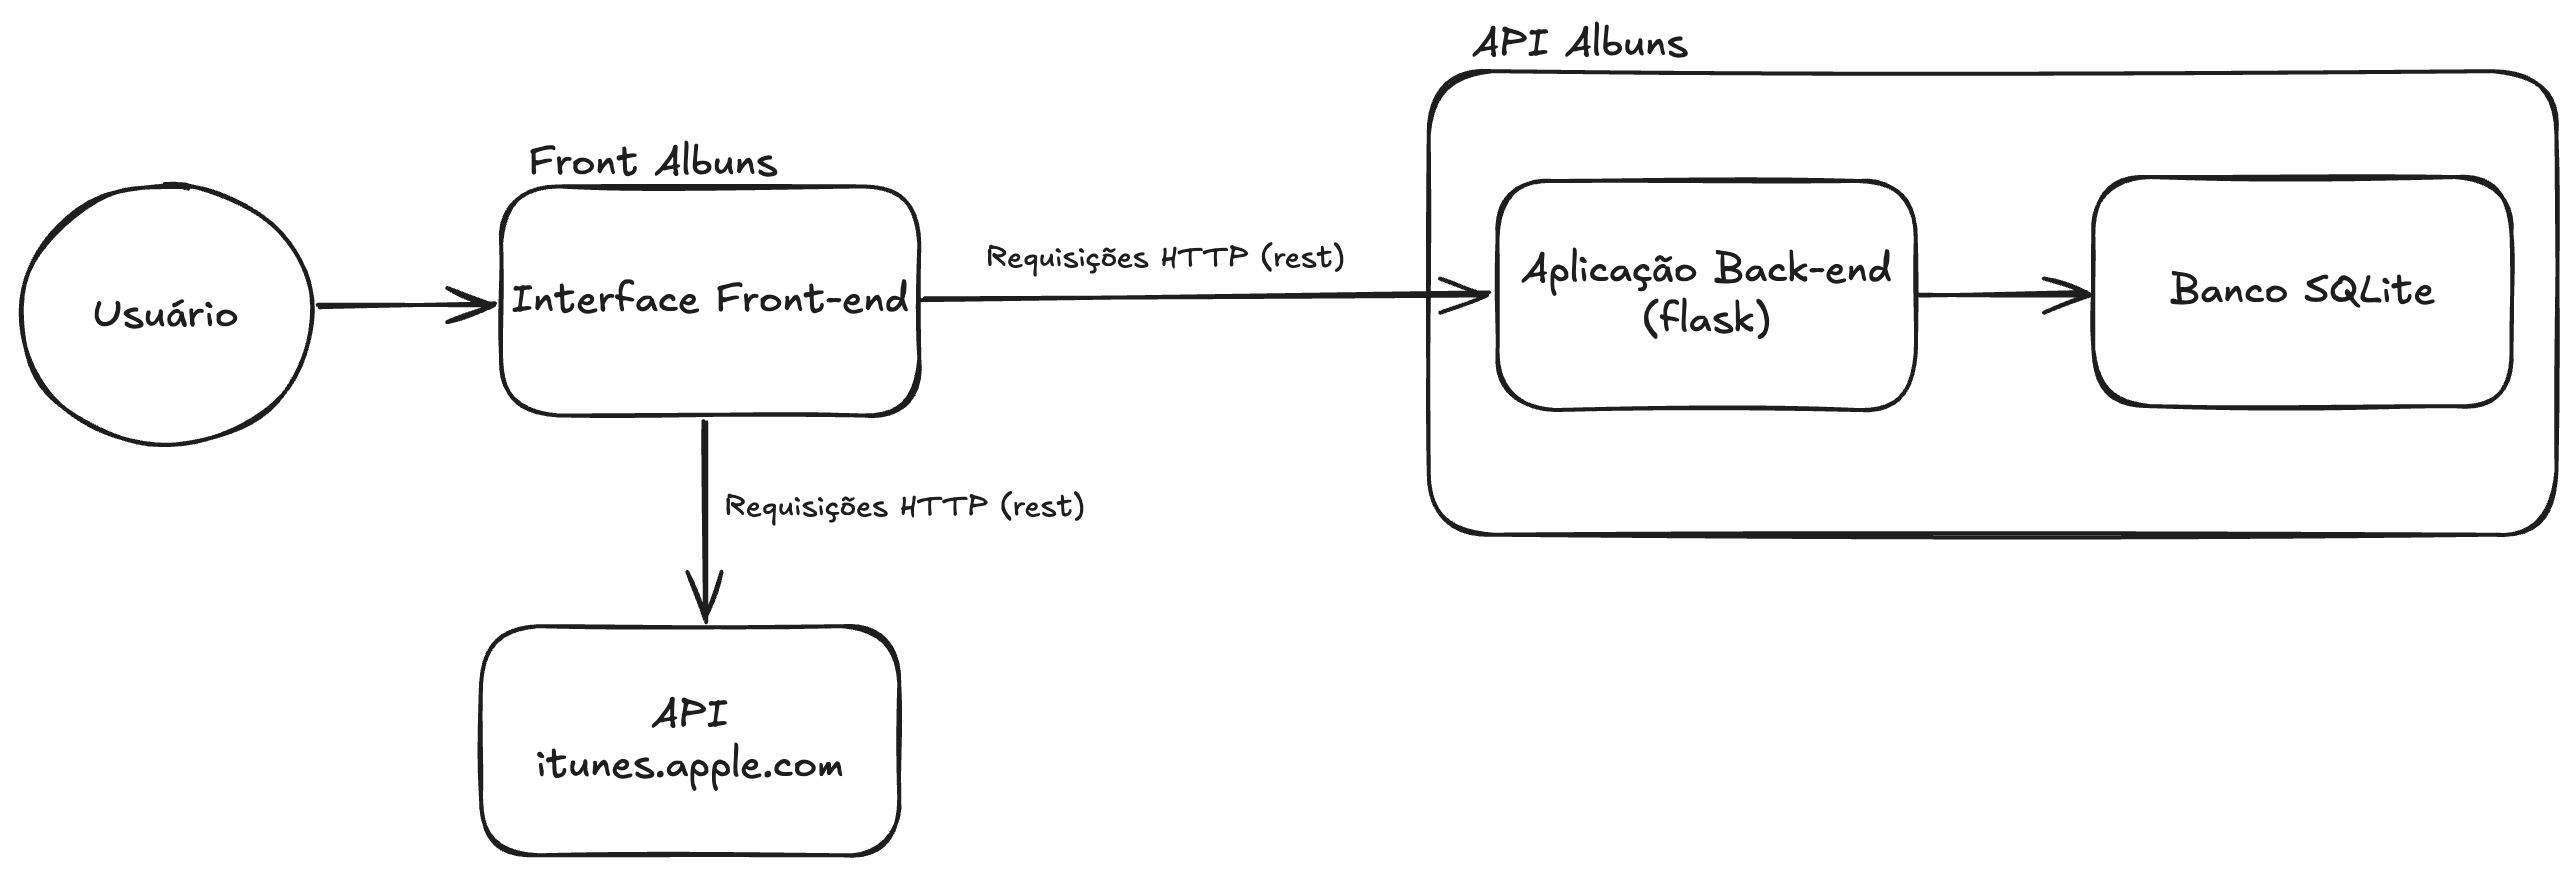 API Albuns
Front Albuns
Usuário
Interface Front-end
Requisições HTTP (rest)
Aplicação Back-end
(flask)
Banco SQLite
Requisições HTTP (rest)
API
itunes.apple.com